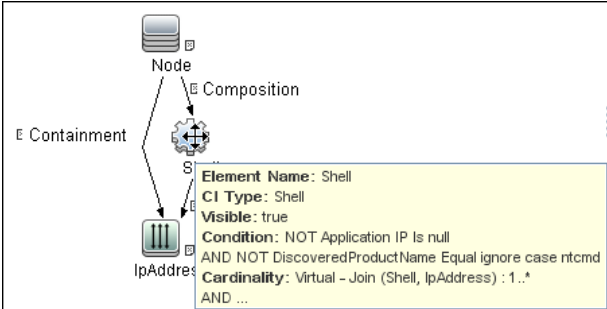 Node
Composition
Containment
Element Name: Shell
CI Type: Shell
Visible: true
Condition: NOT Application IP Is null
AND NOT DiscoveredProductName Equal ignore case ntcmd
Cardinality: Virtual - Join (Shell, IpAddress) : 1..*
AND ...
IpAddres